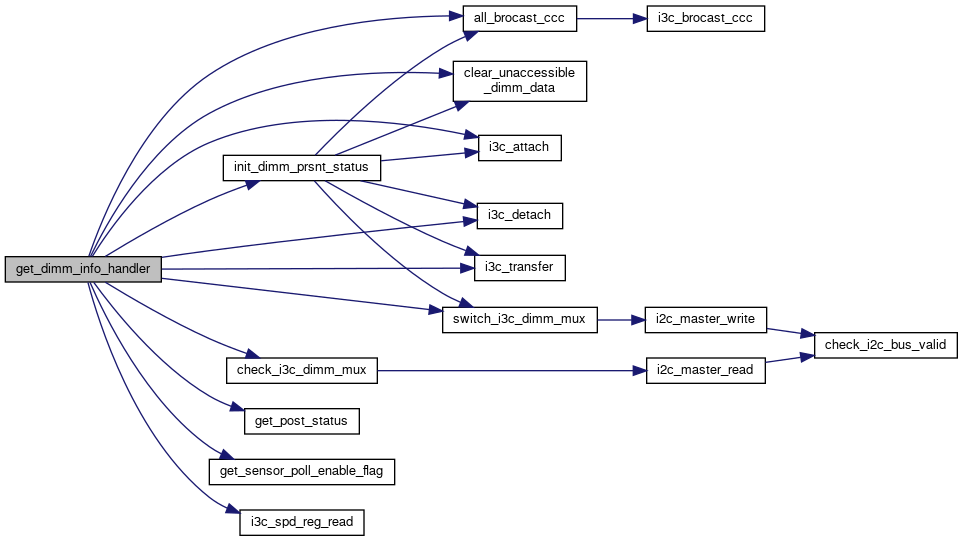 all_brocast_ccc
i3c_brocast_ccc
clear_unaccessible
_dimm_data
i3c_attach
init_dimm_prsnt_status
i3c_detach
get_dimm_info_handler
i3c_transfer
switch_i3c_dimm_mux
i2c_master_write
check_i2c_bus_valid
check_i3c_dimm_mux
i2c_master_read
get_post_status
get_sensor_poll_enable_flag
i3c_spd_reg_read